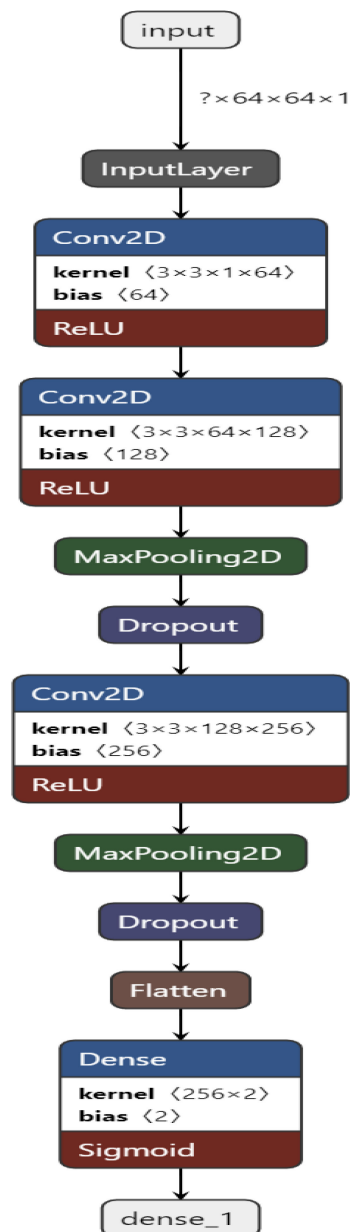 input
?×64×64×1
InputLayer
Conv2D
kernel 〈3×3×1×64〉
bias 〈64〉
ReLU
Conv2D
kernel 〈3×3×64×128〉
bias 〈128〉
ReLU
MaxPooling2D
Dropout
Conv2D
kernel 〈3×3×128×256〉
bias 〈256〉
ReLU
MaxPooling2D
Dropout
Flatten
Dense
kernel 〈256×2〉
bias 〈2〉
Sigmoid
dense_1